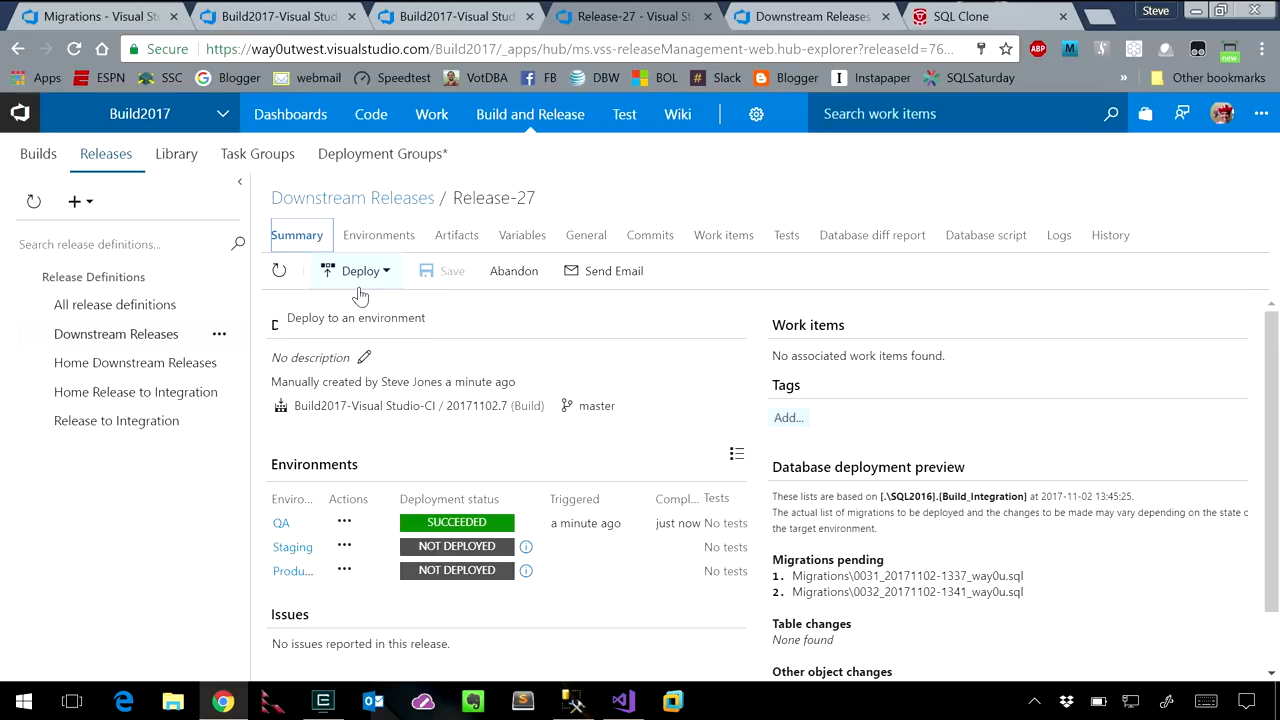 Migrations - Visual S
Build2017-Visual Studi
Build2017-Visual Studi
Release-27 - Visual Stu
Downstream Releases
SQL Clone
Steve
Secure
https://way0utwest.visualstudio.com/Build2017/_apps/hub/ms.vss-releaseManagement-web.hub-explorer?releaseId=76...
ABP
M
new
Apps
ESPN
SSC
Blogger
webmail
Speedtest
VotDBA
FB
DBW
BOL
Slack
Blogger
Instapaper
SQLSaturday
»
Other bookmarks
Build2017
Dashboards
Code
Work
Build and Release
Test
Wiki
Search work items
Builds
Releases
Library
Task Groups
Deployment Groups*
Search release definitions...
Release Definitions
All release definitions
Downstream Releases
Home Downstream Releases
Home Release to Integration
Release to Integration
Downstream Releases / Release-27
Summary
Environments
Artifacts
Variables
General
Commits
Work items
Tests
Database diff report
Database script
Logs
History
Deploy
Save
Abandon
Send Email
Deploy to an environment
No description
Manually created by Steve Jones a minute ago
Build2017-Visual Studio-CI / 20171102.7 (Build) master
Environments
Enviro... Actions Deployment status Triggered Compl... Tests
QA ••• SUCCEEDED a minute ago just now No tests
Staging ••• NOT DEPLOYED No tests
Produ... ••• NOT DEPLOYED No tests
Issues
No issues reported in this release.
Work items
No associated work items found.
Tags
Add...
Database deployment preview
These lists are based on [.\SQL2016].[Build_Integration] at 2017-11-02 13:45:25.
The actual list of migrations to be deployed and the changes to be made may vary depending on the state c
the target environment.
Migrations pending
1. Migrations\0031_20171102-1337_way0u.sql
2. Migrations\0032_20171102-1341_way0u.sql
Table changes
None found
Other object changes